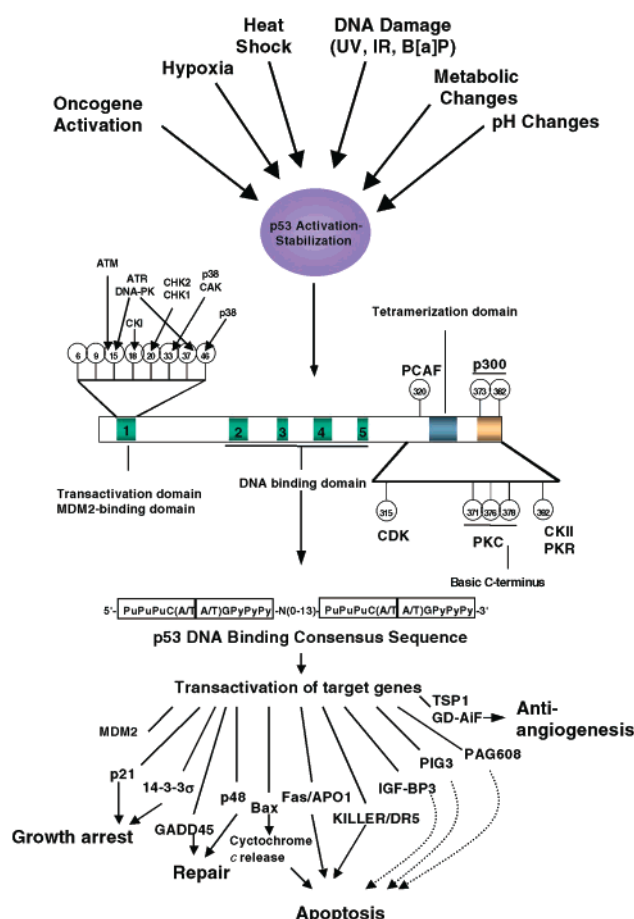 Heat
Shock
DNA Damage
(UV, IR, B[a]P)
Hypoxia
Metabolic
Changes
Oncogene
Activation
pH Changes
p53 Activation-
Stabilization
ATM
ATR
DNA-PK
CHK2
CHK1
p38
CAK
p38
CKI
6 9 15 18 20 33 37 46
Tetramerization domain
PCAF
p300
320
373 382
1 2 3 4 5
Transactivation domain
MDM2-binding domain
DNA binding domain
315
371 376 378
392
CDK
PKC
CKII
PKR
Basic C-terminus
5'- PuPuPuC(A/T A/T)GPyPyPy -N(0-13)- PuPuPuC(A/T A/T)GPyPyPy -3'
p53 DNA Binding Consensus Sequence
Transactivation of target genes
TSP1
GD-AiF
Anti-
angiogenesis
MDM2
PAG608
p21
PIG3
14-3-3σ
p48
Bax
Fas/APO1
IGF-BP3
KILLER/DR5
Growth arrest
GADD45
Cyctochrome
c release
Repair
Apoptosis